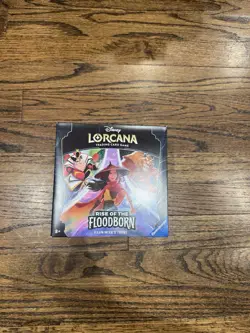 Disney
LORCANA
TRADING CARD GAME
RISE OF THE
FLOODBORN